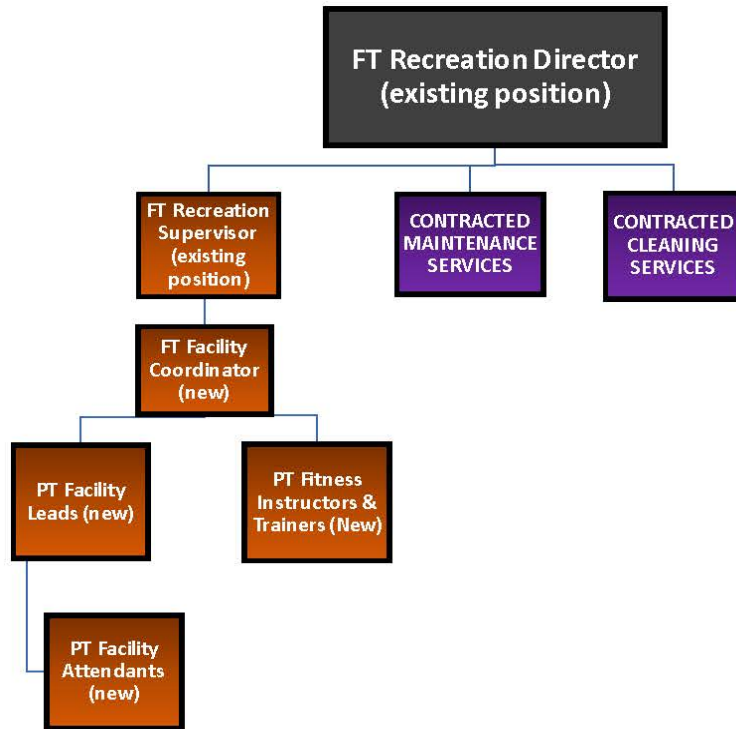 FT Recreation Director
(existing position)
FT Recreation
Supervisor
(existing
position)
CONTRACTED
MAINTENANCE
SERVICES
CONTRACTED
CLEANING
SERVICES
FT Facility
Coordinator
(new)
PT Facility
Leads (new)
PT Fitness
Instructors &
Trainers (New)
PT Facility
Attendants
(new)